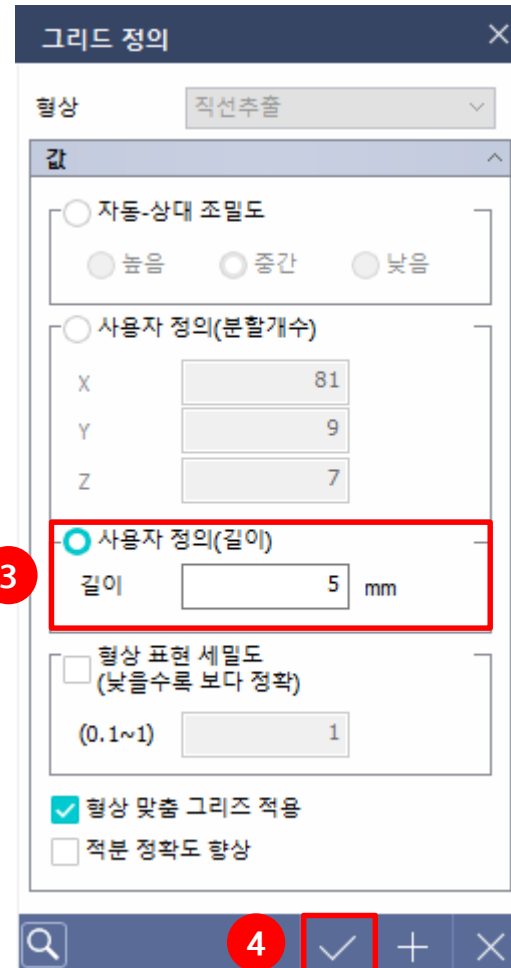 그리드 정의
형상 직선추출
값
자동-상대 조밀도
높음 중간 낮음
사용자 정의(분할개수)
X 81
Y 9
Z 7
사용자 정의(길이)
3
길이 5 mm
형상 표현 세밀도
(낮을수록 보다 정확)
(0.1~1) 1
형상 맞춤 그리즈 적용
적분 정확도 향상
4